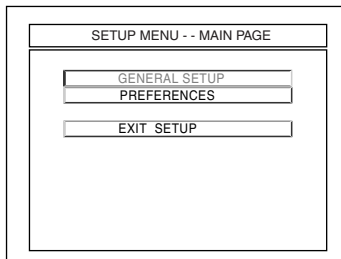 SETUP MENU - - MAIN PAGE
GENERAL SETUP
PREFERENCES
EXIT SETUP